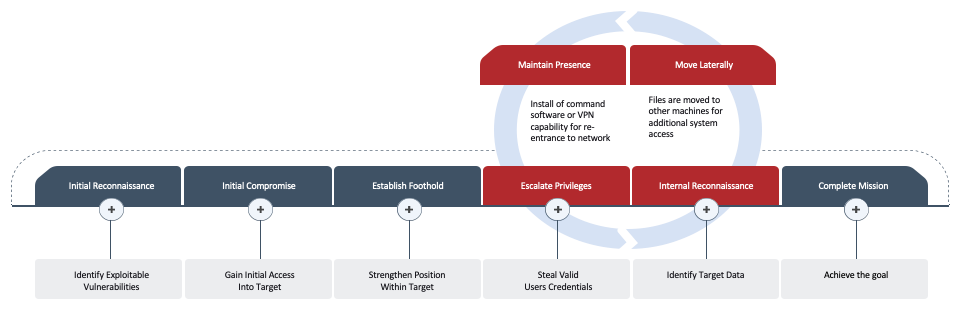 Maintain Presence
Move Laterally
Install of command
software or VPN
capability for re-
entrance to network
Files are moved to
other machines for
additional system
access
Initial Reconnaissance
Initial Compromise
Establish Foothold
Escalate Privileges
Internal Reconnaissance
Complete Mission
Identify Exploitable
Vulnerabilities
Gain Initial Access
Into Target
Strengthen Position
Within Target
Steal Valid
Users Credentials
Identify Target Data
Achieve the goal